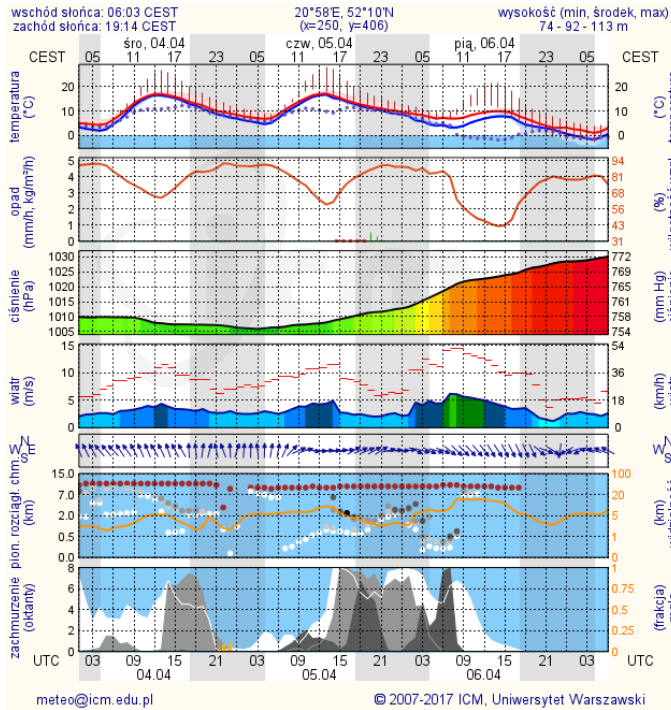 wschód słońca: 06:03 CEST 20°58'E, 52°10'N wysokość (min, środek, max)
zachód słońca: 19:14 CEST (x=250, y=406) 74 - 92 - 113 m
śro, 04.04 czw, 05.04 pią, 06.04
CEST 05 11 17 23 05 11 17 23 05 11 17 23 05 CEST
temperatura (°C)
20 10 0
20 10 0
(°C)
opad (mm/h, kg/m²/h)
5 4 3 2 1 0
94 81 68 56 43 31
(%)
ciśnienie (hPa)
1030 1025 1020 1015 1010 1005
772 769 765 761 758 754
(mm Hg)
wiatr (m/s)
15 10 5 0
54 36 18 0
(km/h)
N W E S
N W S
pion. rozciągł. chm (km)
15.0 7.0 2.0 0.5 0.0
100 20 5 1 0
(km)
zachmurzenie (oktanty)
8 6 4 2 0
1 0.75 0.5 0.25 0
(frakcja)
UTC 03 09 15 21 03 09 15 21 03 09 15 21 03 UTC
04.04 05.04 06.04
meteo@icm.edu.pl © 2007-2017 ICM, Uniwersytet Warszawski